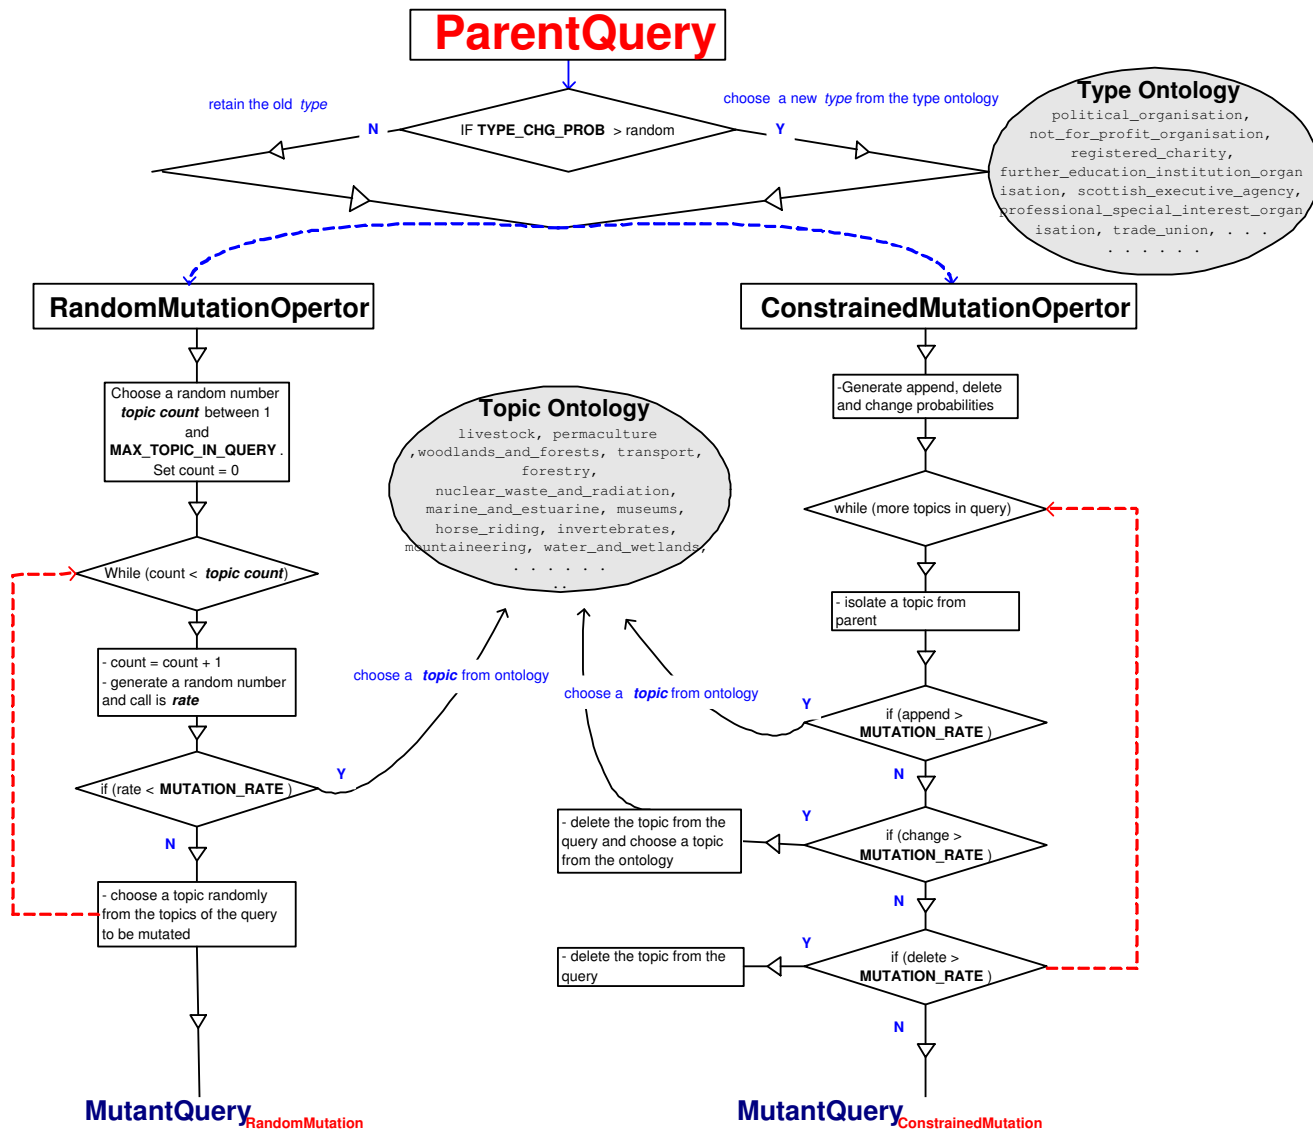 ParentQuery
retain the old type
choose a new type from the type ontology
N
IF TYPE_CHG_PROB > random
Y
Type Ontology
political_organisation,
not_for_profit_organisation,
registered_charity,
further_education_institution_organ
isation, scottish_executive_agency,
professional_special_interest_organ
isation, trade_union, . . .
. . . . . .
RandomMutationOpertor
Choose a random number
topic count between 1
and
MAX_TOPIC_IN_QUERY .
Set count = 0
While (count < topic count)
- count = count + 1
- generate a random number
and call is rate
if (rate < MUTATION_RATE )
Y
N
- choose a topic randomly
from the topics of the query
to be mutated
MutantQuery
RandomMutation
Topic Ontology
livestock, permaculture
,woodlands_and_forests, transport,
forestry,
nuclear_waste_and_radiation,
marine_and_estuarine, museums,
horse_riding, invertebrates,
mountaineering, water_and_wetlands,
. . . . . .
..
choose a topic from ontology
choose a topic from ontology
ConstrainedMutationOpertor
-Generate append, delete
and change probabilities
while (more topics in query)
- isolate a topic from
parent
Y
if (append >
MUTATION_RATE )
N
- delete the topic from the
query and choose a topic
from the ontology
Y
if (change >
MUTATION_RATE )
N
- delete the topic from the
query
Y
if (delete >
MUTATION_RATE )
N
MutantQuery
ConstrainedMutation